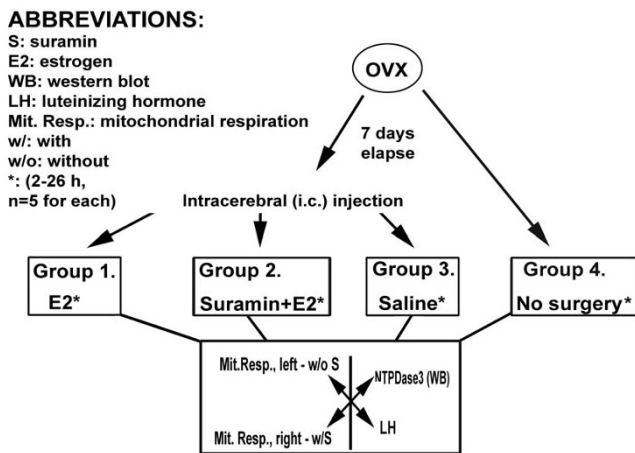 ABBREVIATIONS:
S: suramin
E2: estrogen
WB: western blot
LH: luteinizing hormone
Mit. Resp.: mitochondrial respiration
w/: with
w/o: without
*: (2-26 h,
n=5 for each)
OVX
7 days
elapse
Intracerebral (i.c.) injection
Group 1.
E2*
Group 2.
Suramin+E2*
Group 3.
Saline*
Group 4.
No surgery*
Mit.Resp., left - w/o S
NTPDase3 (WB)
Mit. Resp., right - w/S
LH